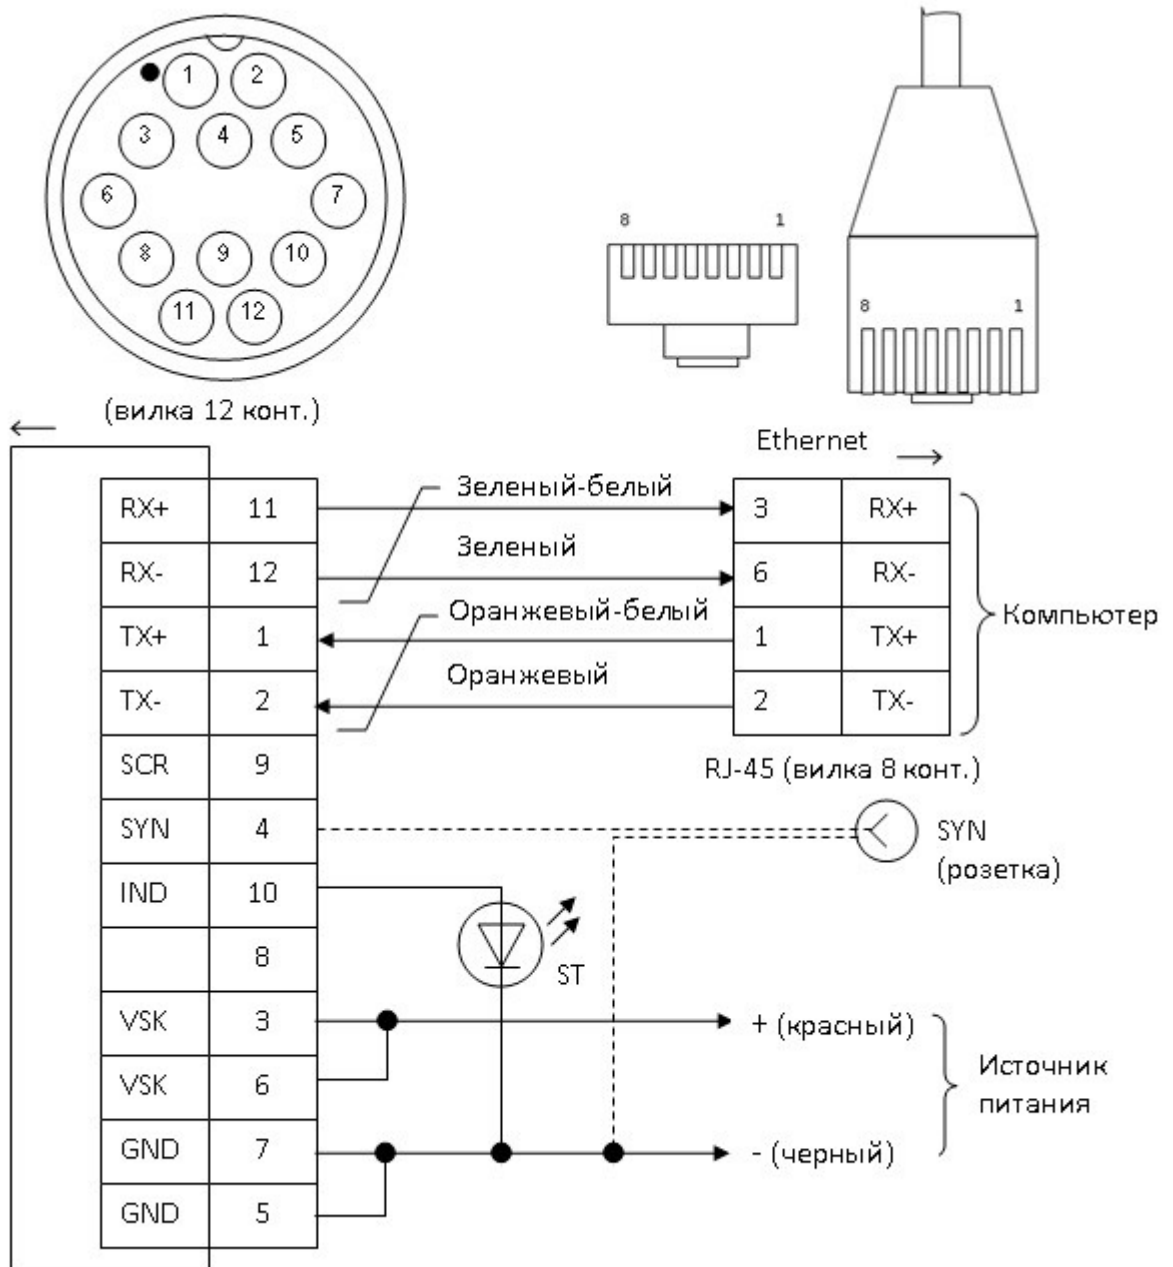 1 2
3 4 5
6 7
8 9 10
11 12
(вилка 12 конт.)
8 1
8 1
Ethernet
RX+ 11 Зеленый-белый 3 RX+
RX- 12 Зеленый 6 RX-
TX+ 1 Оранжевый-белый 1 TX+
TX- 2 Оранжевый 2 TX-
Компьютер
SCR 9
RJ-45 (вилка 8 конт.)
SYN 4
SYN
(розетка)
IND 10
8
ST
VSK 3 + (красный)
VSK 6
Источник
питания
GND 7 - (черный)
GND 5